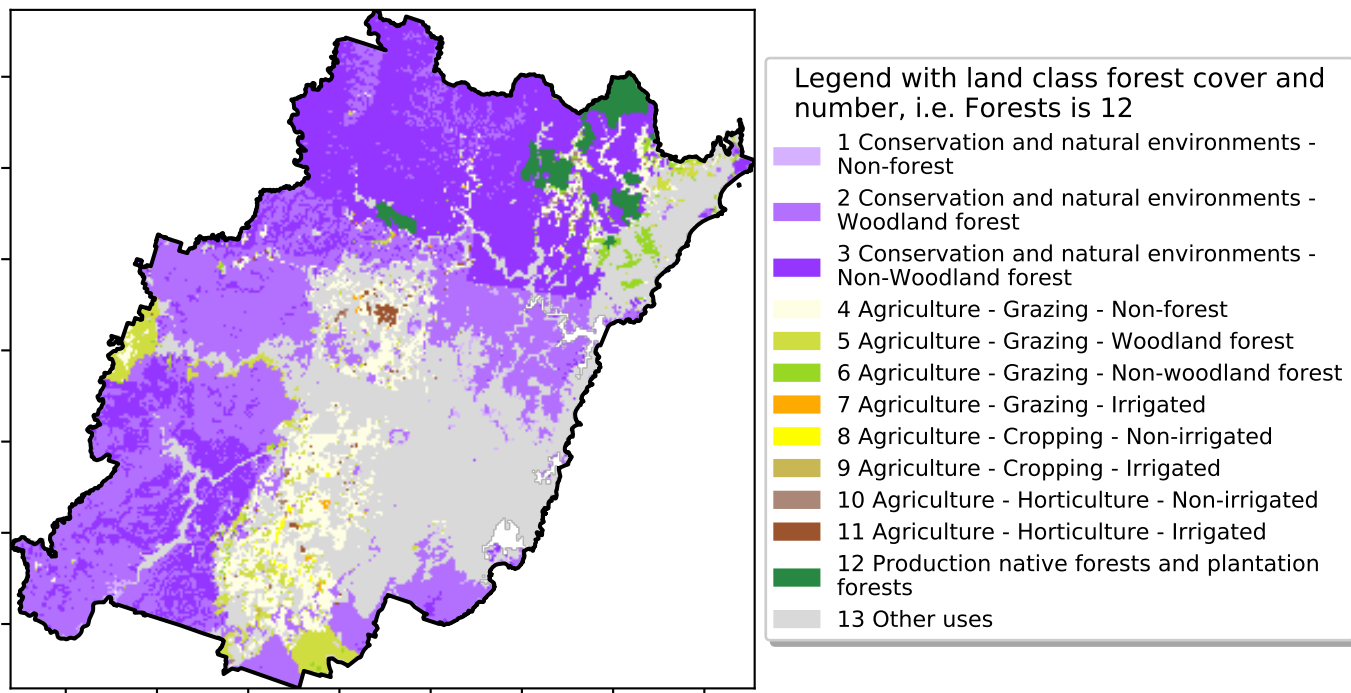 Legend with land class forest cover and
number, i.e. Forests is 12
1 Conservation and natural environments -
Non-forest
2 Conservation and natural environments -
Woodland forest
3 Conservation and natural environments -
Non-Woodland forest
4 Agriculture - Grazing - Non-forest
5 Agriculture - Grazing - Woodland forest
6 Agriculture - Grazing - Non-woodland forest
7 Agriculture - Grazing - Irrigated
8 Agriculture - Cropping - Non-irrigated
9 Agriculture - Cropping - Irrigated
10 Agriculture - Horticulture - Non-irrigated
11 Agriculture - Horticulture - Irrigated
12 Production native forests and plantation
forests
13 Other uses